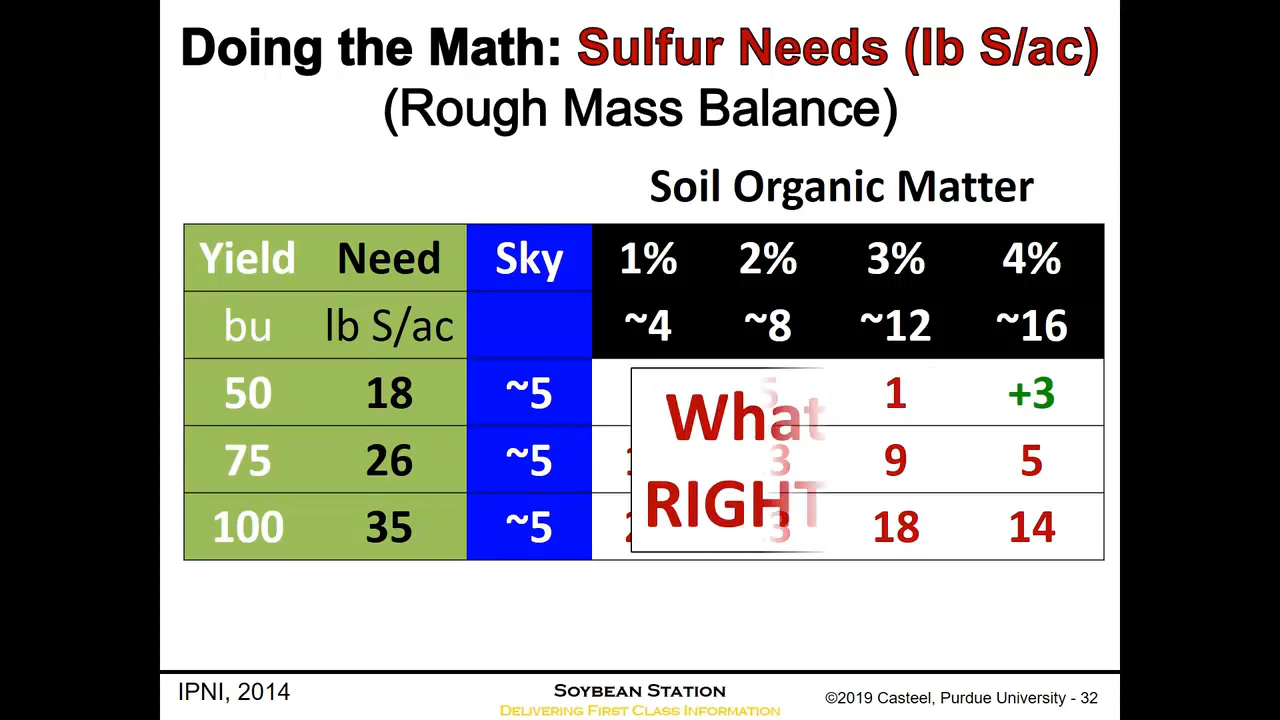 Doing the Math: Sulfur Needs (lb S/ac)
(Rough Mass Balance)
Soil Organic Matter
Yield Need Sky 1% 2% 3% 4%
bu lb S/ac ~4 ~8 ~12 ~16
50 18 ~5 5 1 +3
75 26 ~5 9 5
100 35 ~5 18 14
What
RIGHT
IPNI, 2014
SOYBEAN STATION
DELIVERING FIRST CLASS INFORMATION
©2019 Casteel, Purdue University - 32